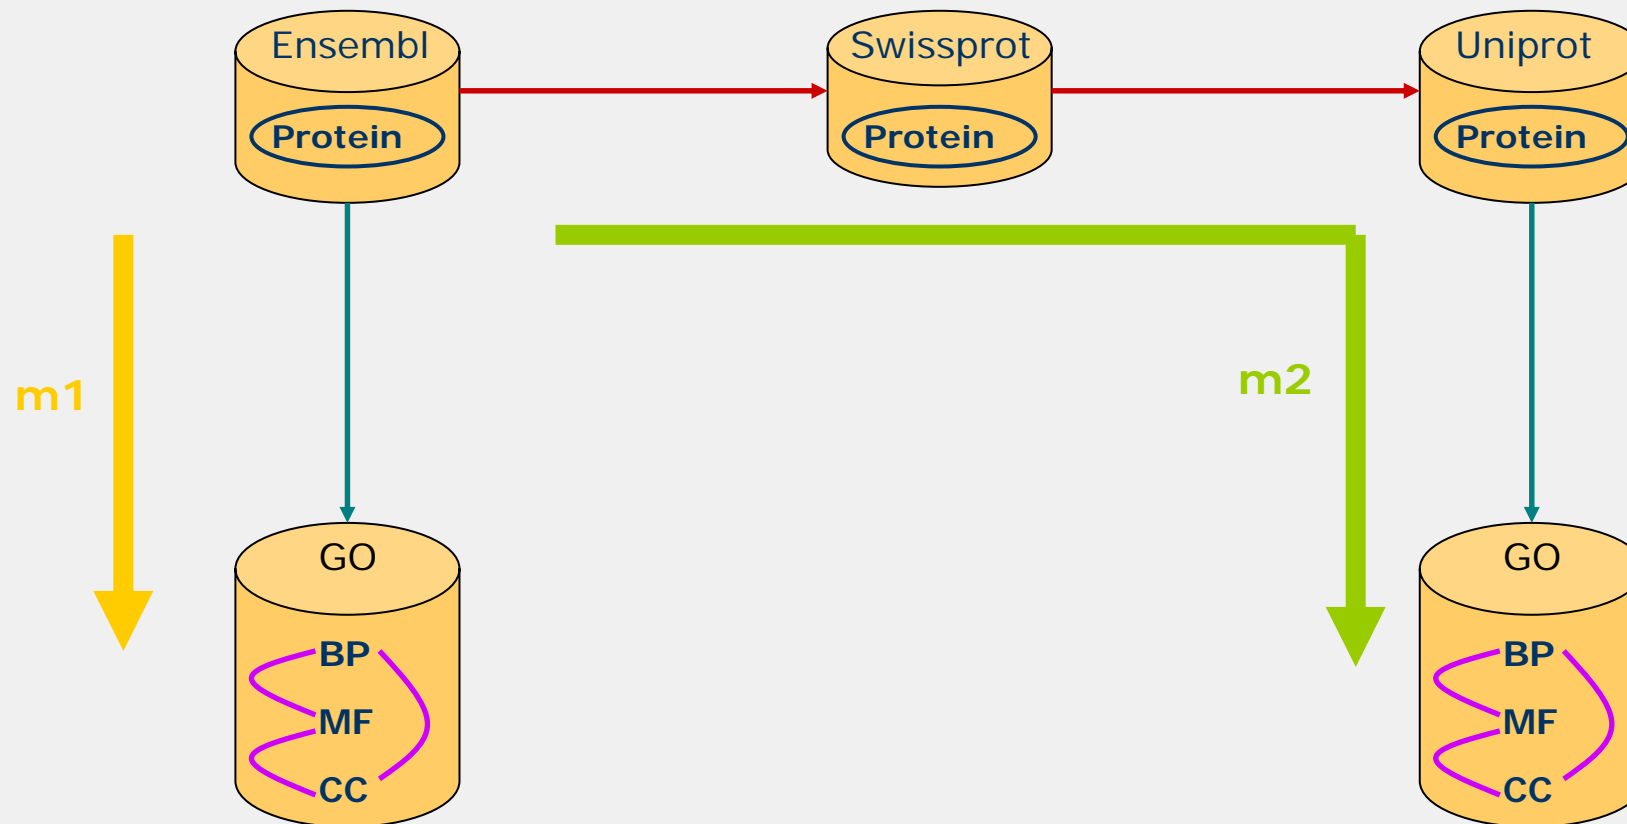 Ensembl
Swissprot
Uniprot
Protein
Protein
Protein
m1
m2
GO
GO
BP
BP
MF
MF
CC
CC